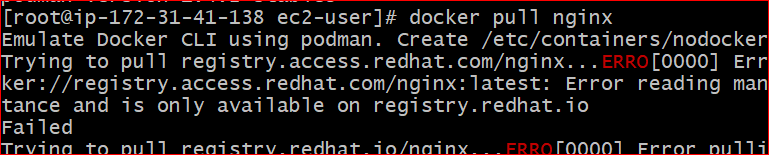 [root@ip-172-31-41-138 ec2-user]# docker pull nginx
Emulate Docker CLI using podman. Create /etc/containers/nodocker
Trying to pull registry.access.redhat.com/nginx...ERRO[0000] Err
ker://registry.access.redhat.com/nginx:latest: Error reading man
tance and is only available on registry.redhat.io
Failed
Trying to pull registry.redhat.io/nginx...ERRO[0000] Error pulli